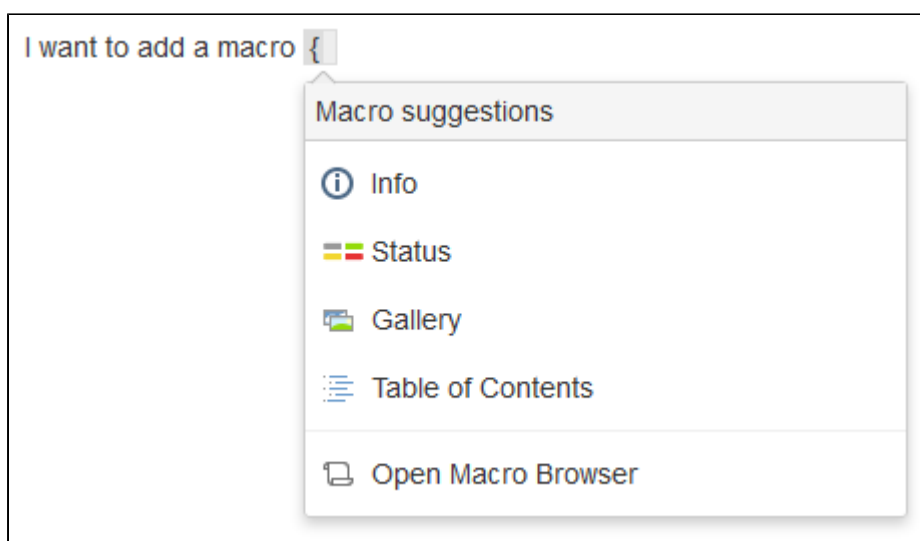 I want to add a macro {
Macro suggestions
Info
Status
Gallery
Table of Contents
Open Macro Browser